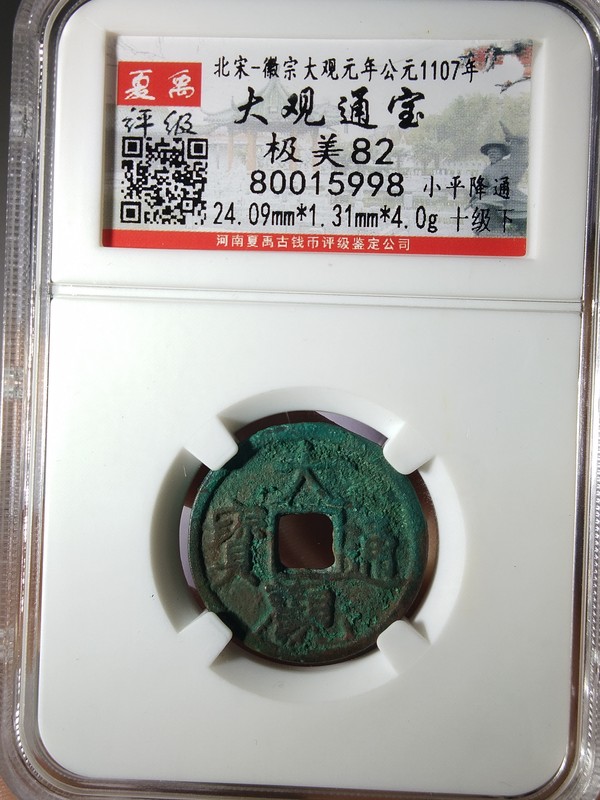 夏禹
评级
北宋-徽宗大观元年公元1107年
大观通宝
极美82
80015998 小平降通
24.09mm*1.31mm*4.0g 十级下
河南夏禹古钱币评级鉴定公司
大觀通寶